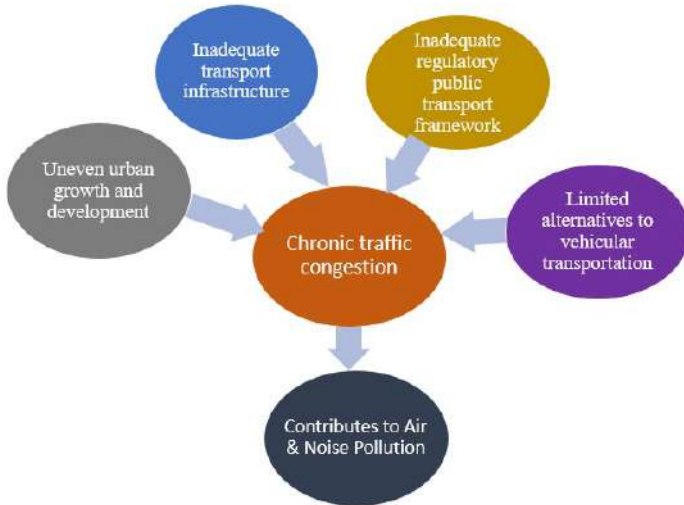 Inadequate
transport
infrastructure
Inadequate
regulatory
public
transport
framework
Uneven urban
growth and
development
Limited
alternatives to
vehicular
transportation
Chronic traffic
congestion
Contributes to Air
& Noise Pollution